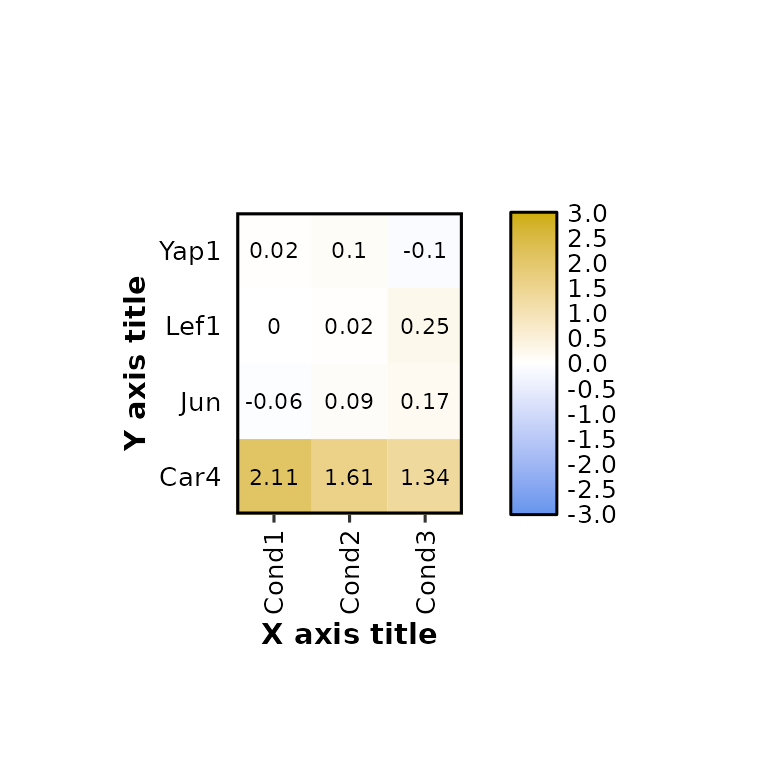 Yap1 0.02 0.1 -0.1
Lef1 0 0.02 0.25
Jun -0.06 0.09 0.17
Car4 2.11 1.61 1.34
Cond1 Cond2 Cond3
X axis title
Y axis title
3.0
2.5
2.0
1.5
1.0
0.5
0.0
-0.5
-1.0
-1.5
-2.0
-2.5
-3.0